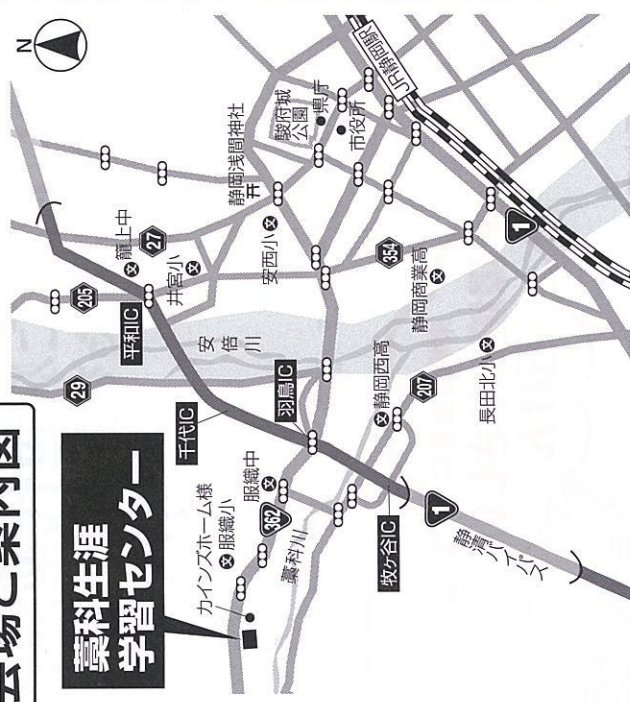 会場ご案内図
藁科生涯
学習センター
N
カインズホーム様
服織小
服織中
362
藁科川
羽鳥IC
千代IC
牧ヶ谷IC
1
静清バイパス
29
205
平和IC
籠上中
27
井宮小
安倍川
安西小
静岡浅間神社
駿府城
公園
県庁
市役所
JR静岡駅
354
静岡商業高
1
静岡西高
207
長田北小